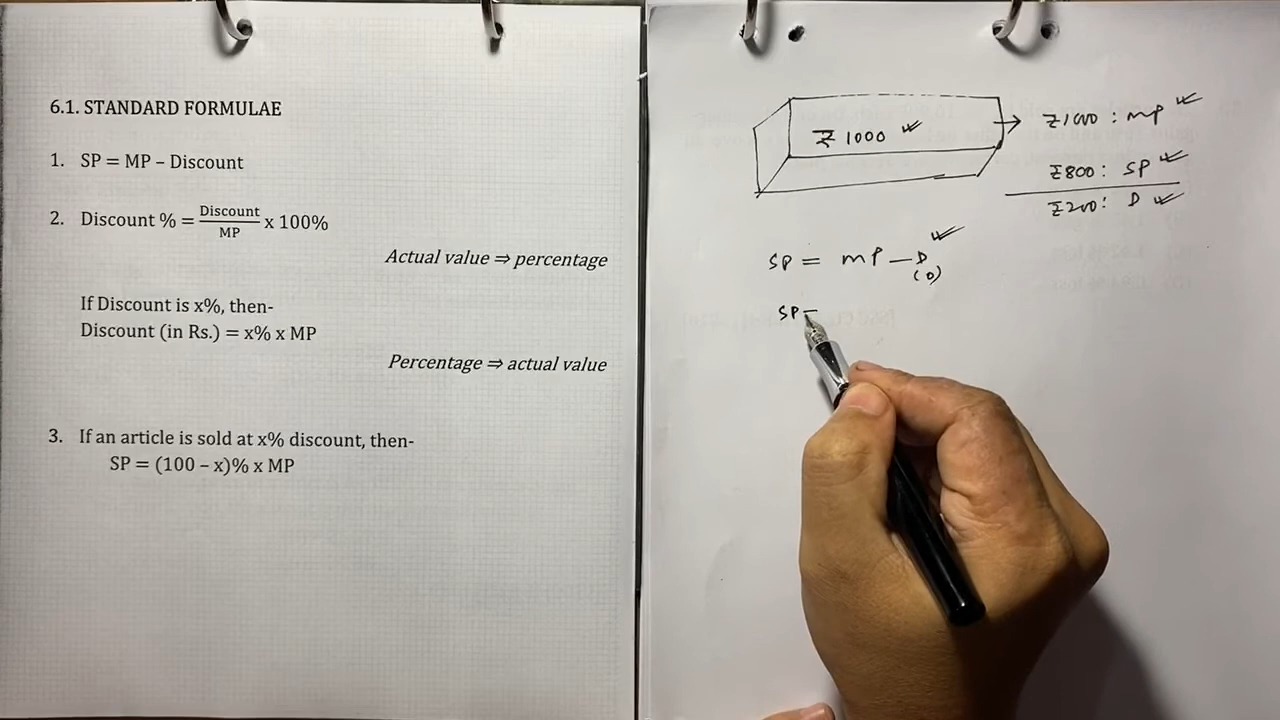 6.1. STANDARD FORMULAE
1. SP = MP – Discount
2. Discount % = Discount/MP x 100%
Actual value ⇒ percentage
If Discount is x%, then-
Discount (in Rs.) = x% x MP
Percentage ⇒ actual value
3. If an article is sold at x% discount, then-
SP = (100 – x)% x MP
₹ 1000
₹1000 : MP
₹800 : SP
₹200 : D
SP = MP – D
(0)
SP =